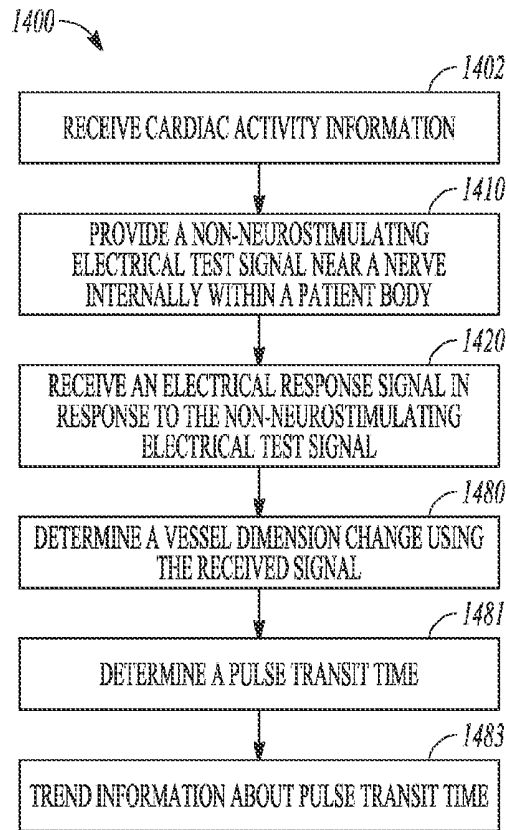 1400
1402
RECEIVE CARDIAC ACTIVITY INFORMATION
1410
PROVIDE A NON-NEUROSTIMULATING
ELECTRICAL TEST SIGNAL NEAR A NERVE
INTERNALLY WITHIN A PATIENT BODY
1420
RECEIVE AN ELECTRICAL RESPONSE SIGNAL IN
RESPONSE TO THE NON-NEUROSTIMULATING
ELECTRICAL TEST SIGNAL
1480
DETERMINE A VESSEL DIMENSION CHANGE USING
THE RECEIVED SIGNAL
1481
DETERMINE A PULSE TRANSIT TIME
1483
TREND INFORMATION ABOUT PULSE TRANSIT TIME